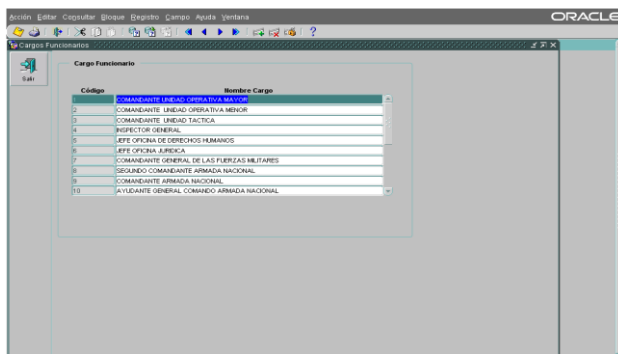 Acción Editar Consultar Bloque Registro Campo Ayuda Ventana
ORACLE
Cargos Funcionarios
Salir
Cargo Funcionario
Código Nombre Cargo
1 COMANDANTE UNIDAD OPERATIVA MAYOR
2 COMANDANTE UNIDAD OPERATIVA MENOR
3 COMANDANTE UNIDAD TACTICA
4 INSPECTOR GENERAL
5 JEFE OFICINA DE DERECHOS HUMANOS
6 JEFE OFICINA JURIDICA
7 COMANDANTE GENERAL DE LAS FUERZAS MILITARES
8 SEGUNDO COMANDANTE ARMADA NACIONAL
9 COMANDANTE ARMADA NACIONAL
10 AYUDANTE GENERAL COMANDO ARMADA NACIONAL